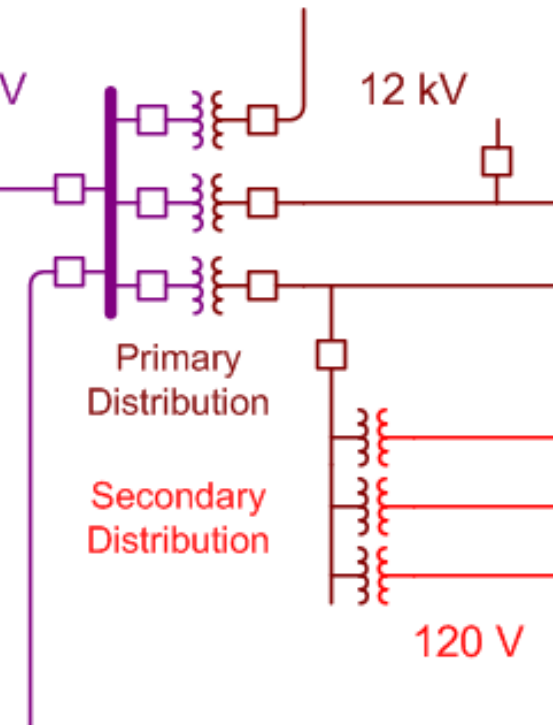 V
12 kV
Primary
Distribution
Secondary
Distribution
120 V